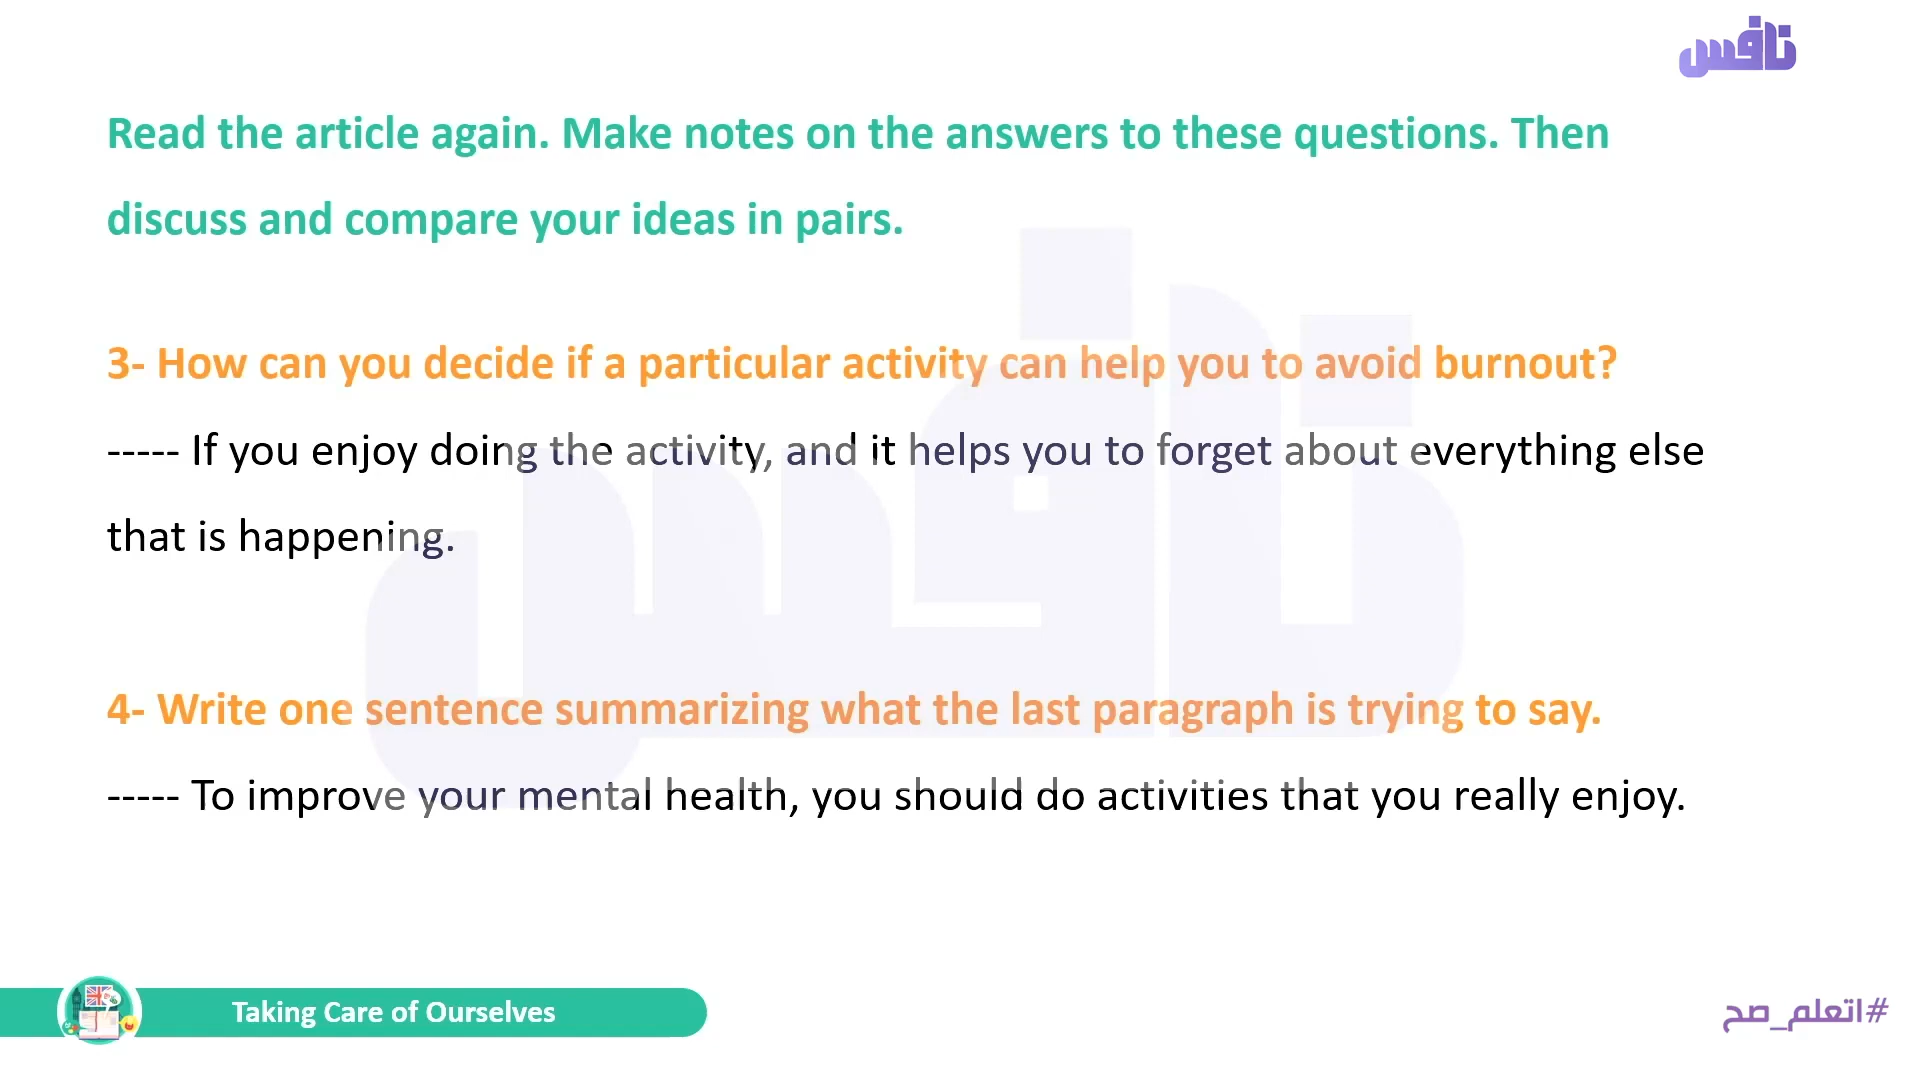 نافس
Read the article again. Make notes on the answers to these questions. Then
discuss and compare your ideas in pairs.
3- How can you decide if a particular activity can help you to avoid burnout?
----- If you enjoy doing the activity, and it helps you to forget about everything else
that is happening.
4- Write one sentence summarizing what the last paragraph is trying to say.
----- To improve your mental health, you should do activities that you really enjoy.
نافس
Taking Care of Ourselves
#اتعلم_صح